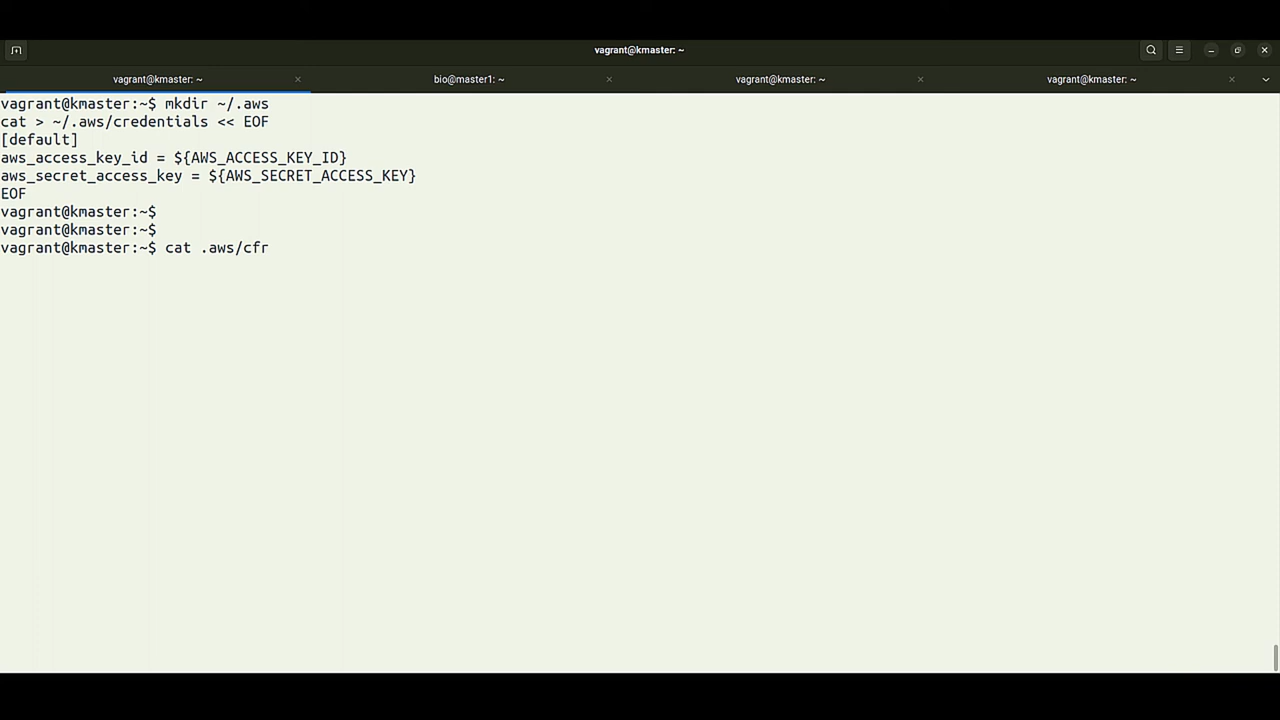 vagrant@kmaster: ~
vagrant@kmaster: ~
bio@master1: ~
vagrant@kmaster: ~
vagrant@kmaster: ~
vagrant@kmaster:~$ mkdir ~/.aws
cat > ~/.aws/credentials << EOF
[default]
aws_access_key_id = ${AWS_ACCESS_KEY_ID}
aws_secret_access_key = ${AWS_SECRET_ACCESS_KEY}
EOF
vagrant@kmaster:~$
vagrant@kmaster:~$
vagrant@kmaster:~$ cat .aws/cfr